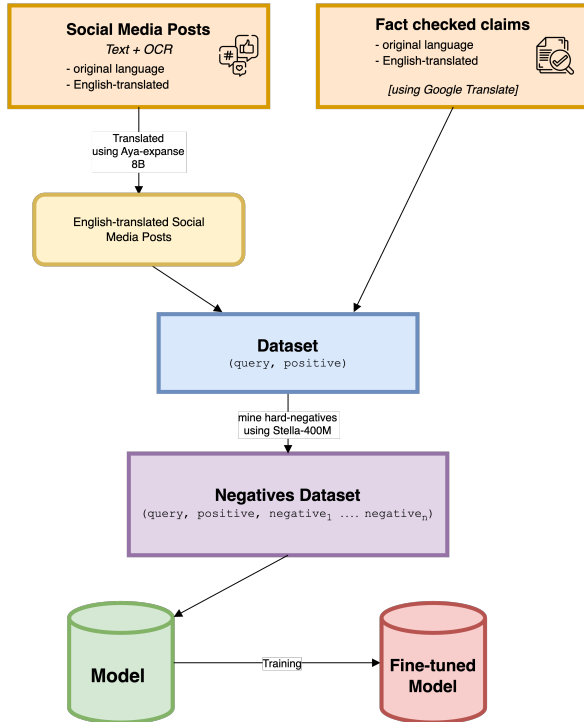 Social Media Posts
Text + OCR
- original language
- English-translated
Fact checked claims
- original language
- English-translated
[using Google Translate]
Translated
using Aya-expanse
8B
English-translated Social
Media Posts
Dataset
(query, positive)
mine hard-negatives
using Stella-400M
Negatives Dataset
(query, positive, negative₁ .... negativeₙ)
Model
Training
Fine-tuned
Model